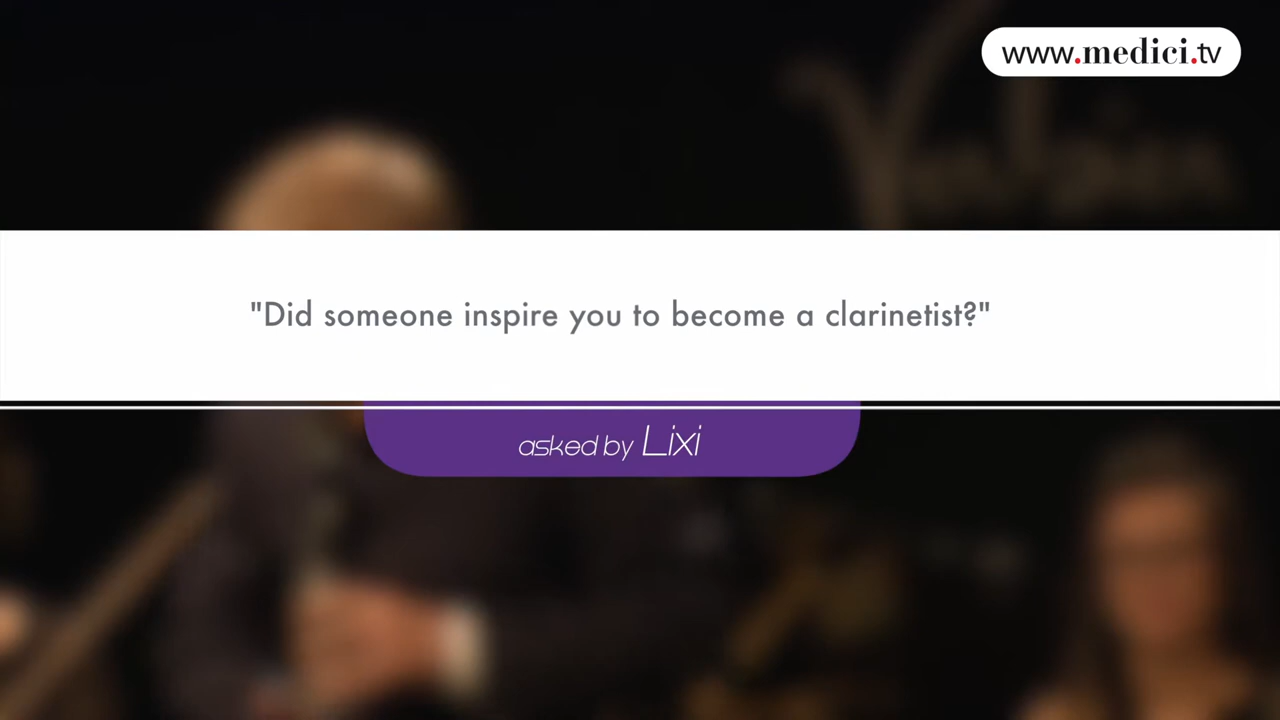 www.medici.tv
"Did someone inspire you to become a clarinetist?"
asked by Lixi